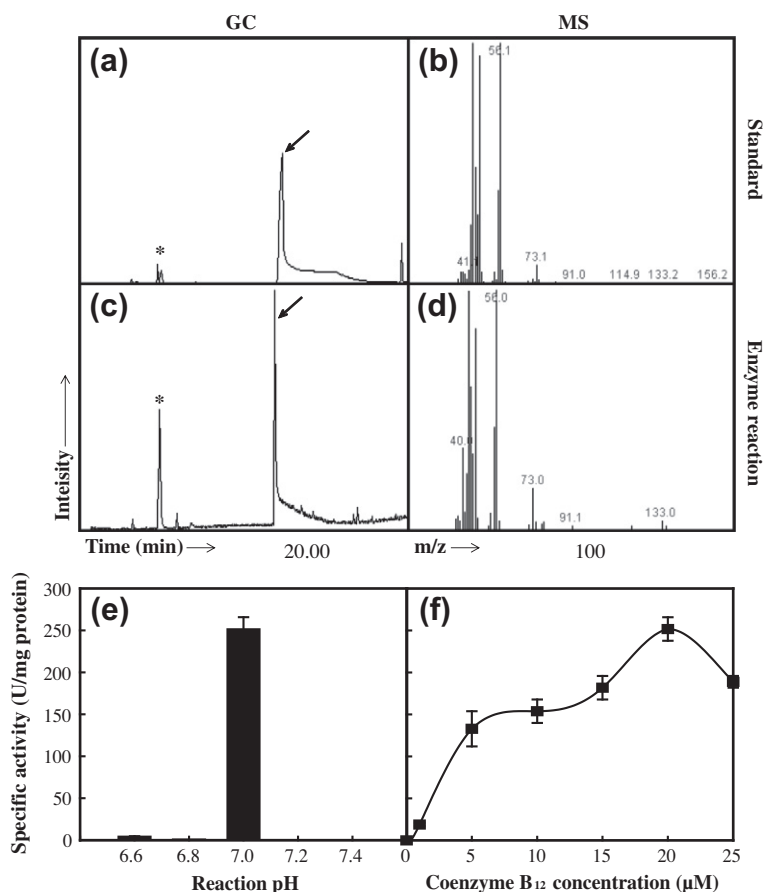 GC
MS
(a)
*
(b)
56.1
41.1
73.1
91.0
114.9
133.2
156.2
Standard
(c)
*
(d)
56.0
40.0
73.0
91.1
133.0
Enzyme reaction
Inteisity
Time (min)
20.00
m/z
100
(e)
Specific activity (U/mg protein)
300
250
200
150
100
50
0
6.6
6.8
7.0
7.2
7.4
Reaction pH
(f)
0
5
10
15
20
25
Coenzyme B₁₂ concentration (µM)